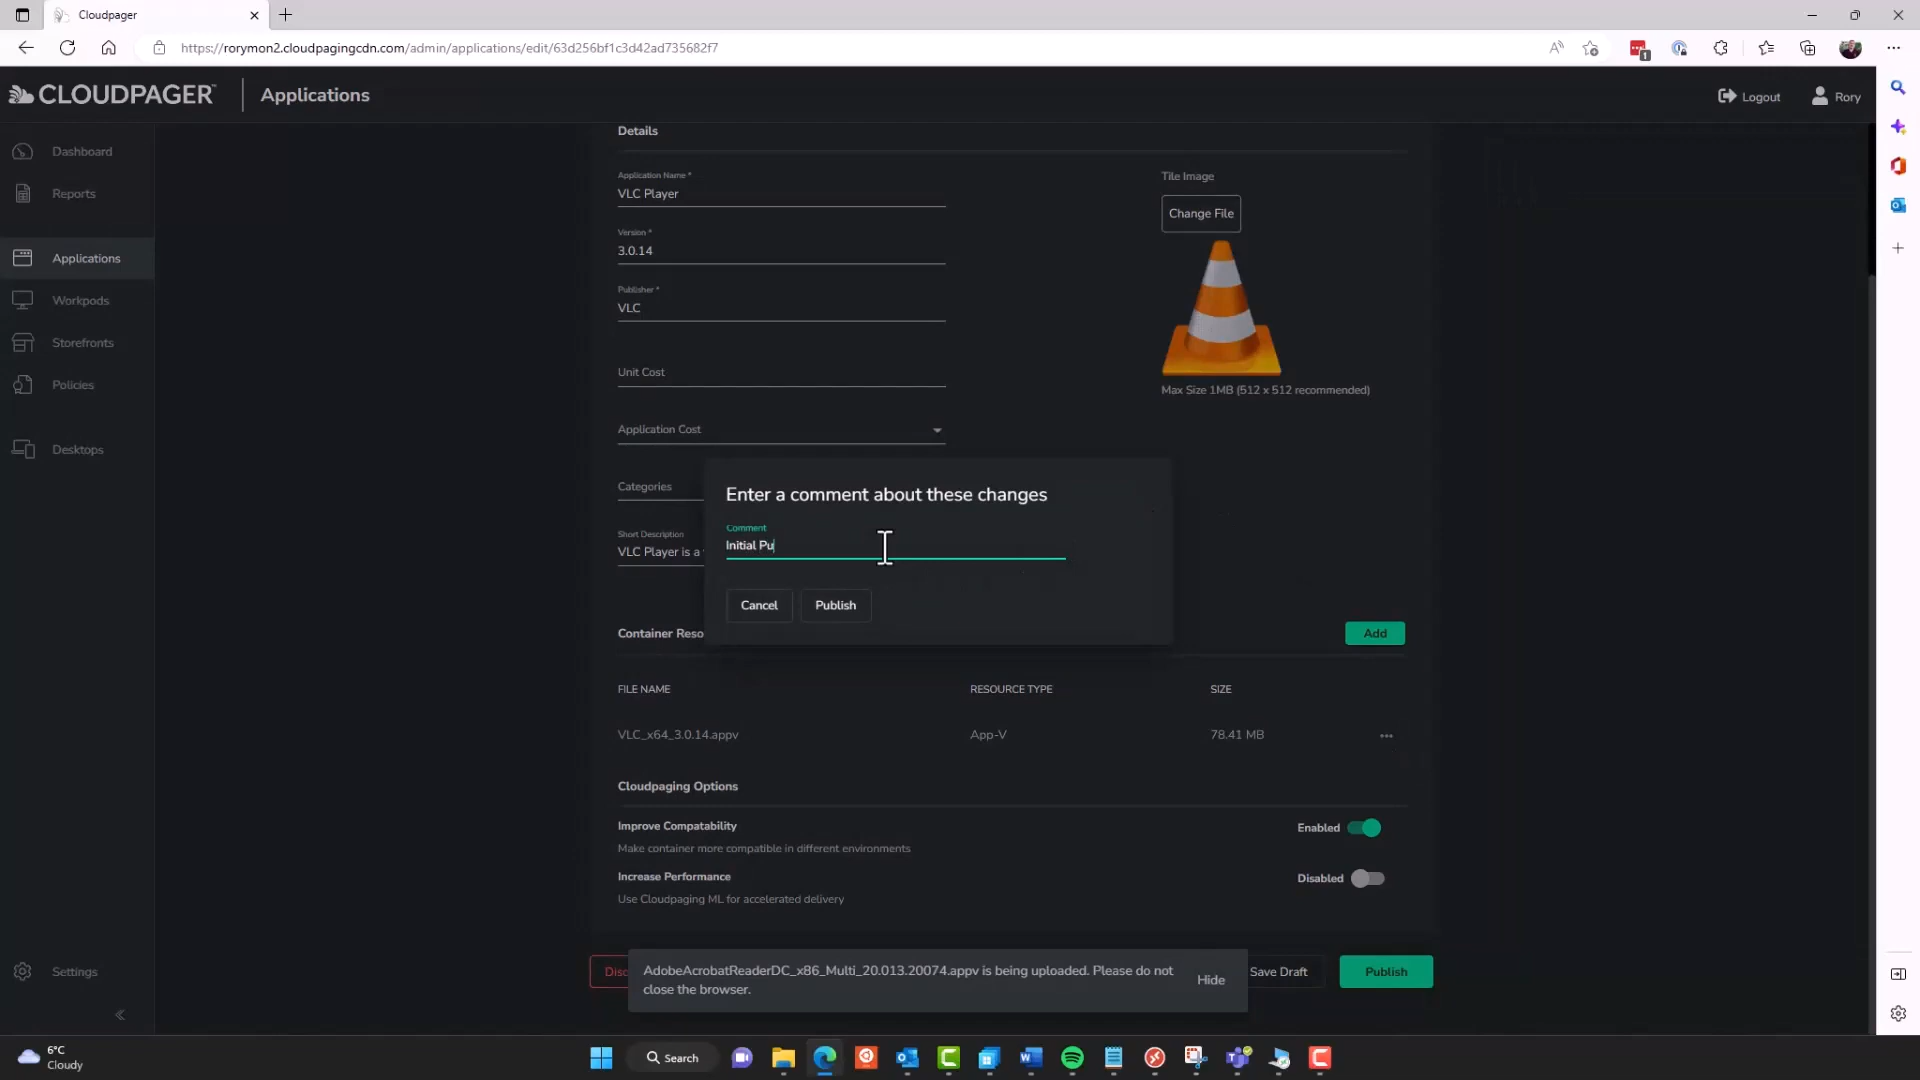 Cloudpager
https://rorymon2.cloudpagingcdn.com/admin/applications/edit/63d256bf1c3d42ad735682f7
1
CLOUDPAGER
Applications
Logout
Rory
Dashboard
Reports
Applications
Workpods
Storefronts
Policies
Desktops
Settings
Details
Application Name *
VLC Player
Version *
3.0.14
Publisher *
VLC
Unit Cost
Application Cost
Categories
Short Description
VLC Player is a
Tile Image
Change File
Max Size 1MB (512 x 512 recommended)
Enter a comment about these changes
Comment
Initial Pu
Cancel
Publish
Container Reso
Add
FILE NAME RESOURCE TYPE SIZE
VLC_x64_3.0.14.appv App-V 78.41 MB
Cloudpaging Options
Improve Compatability
Make container more compatible in different environments
Enabled
Increase Performance
Use Cloudpaging ML for accelerated delivery
Disabled
Disc
AdobeAcrobatReaderDC_x86_Multi_20.013.20074.appv is being uploaded. Please do not
close the browser.
Hide
Save Draft
Publish
6°C
Cloudy
Search